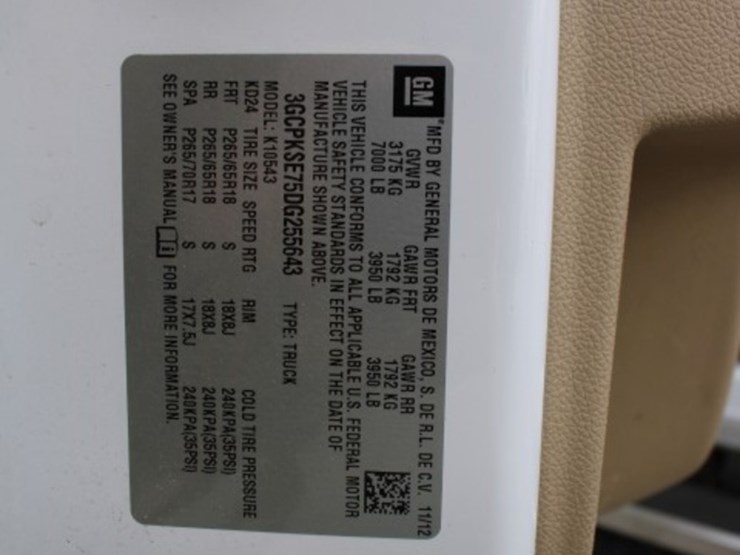 GM MFD BY GENERAL MOTORS DE MEXICO, S. DE R.L. DE C.V. 11/12
GVWR GAWR FRT GAWR RR
3175 KG 1792 KG 1792 KG
7000 LB 3950 LB 3950 LB
THIS VEHICLE CONFORMS TO ALL APPLICABLE U.S. FEDERAL MOTOR
VEHICLE SAFETY STANDARDS IN EFFECT ON THE DATE OF
MANUFACTURE SHOWN ABOVE.
3GCPKSE75DG255643 TYPE: TRUCK
MODEL: K10543
KD24 TIRE SIZE SPEED RTG RIM COLD TIRE PRESSURE
FRT P265/65R18 S 18X8J 240KPA(35PSI)
RR P265/65R18 S 18X8J 240KPA(35PSI)
SPA P265/70R17 S 17X7.5J 240KPA(35PSI)
SEE OWNER'S MANUAL FOR MORE INFORMATION.